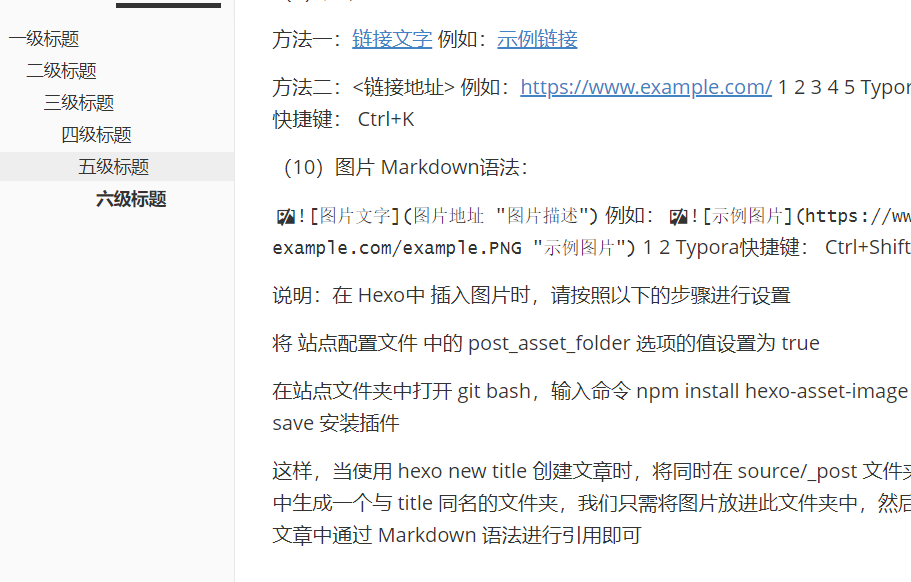 一级标题
二级标题
三级标题
四级标题
五级标题
六级标题
方法一：链接文字 例如：示例链接
方法二：<链接地址> 例如：https://www.example.com/ 1 2 3 4 5 Typor
快捷键： Ctrl+K
（10）图片 Markdown语法：
![图片文字](图片地址 "图片描述") 例如： ![示例图片](https://ww
example.com/example.PNG "示例图片") 1 2 Typora快捷键： Ctrl+Shift
说明：在 Hexo中 插入图片时，请按照以下的步骤进行设置
将 站点配置文件 中的 post_asset_folder 选项的值设置为 true
在站点文件夹中打开 git bash，输入命令 npm install hexo-asset-image
save 安装插件
这样，当使用 hexo new title 创建文章时，将同时在 source/_post 文件夹
中生成一个与 title 同名的文件夹，我们只需将图片放进此文件夹中，然后
文章中通过 Markdown 语法进行引用即可